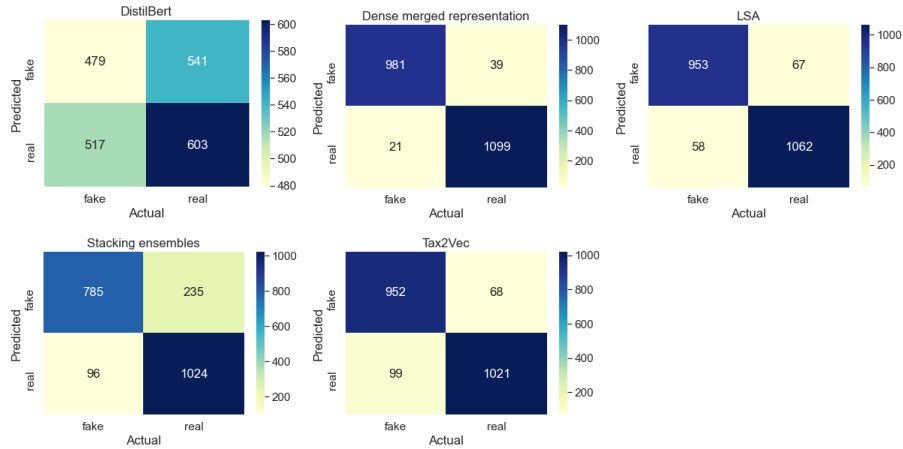 DistilBert
Predicted
fake
real
479
541
517
603
fake
real
Actual
600
580
560
540
520
500
480
Dense merged representation
Predicted
fake
real
981
39
21
1099
fake
real
Actual
1000
800
600
400
200
LSA
Predicted
fake
real
953
67
58
1062
fake
real
Actual
1000
800
600
400
200
Stacking ensembles
Predicted
fake
real
785
235
96
1024
fake
real
Actual
1000
800
600
400
200
Tax2Vec
Predicted
fake
real
952
68
99
1021
fake
real
Actual
1000
800
600
400
200